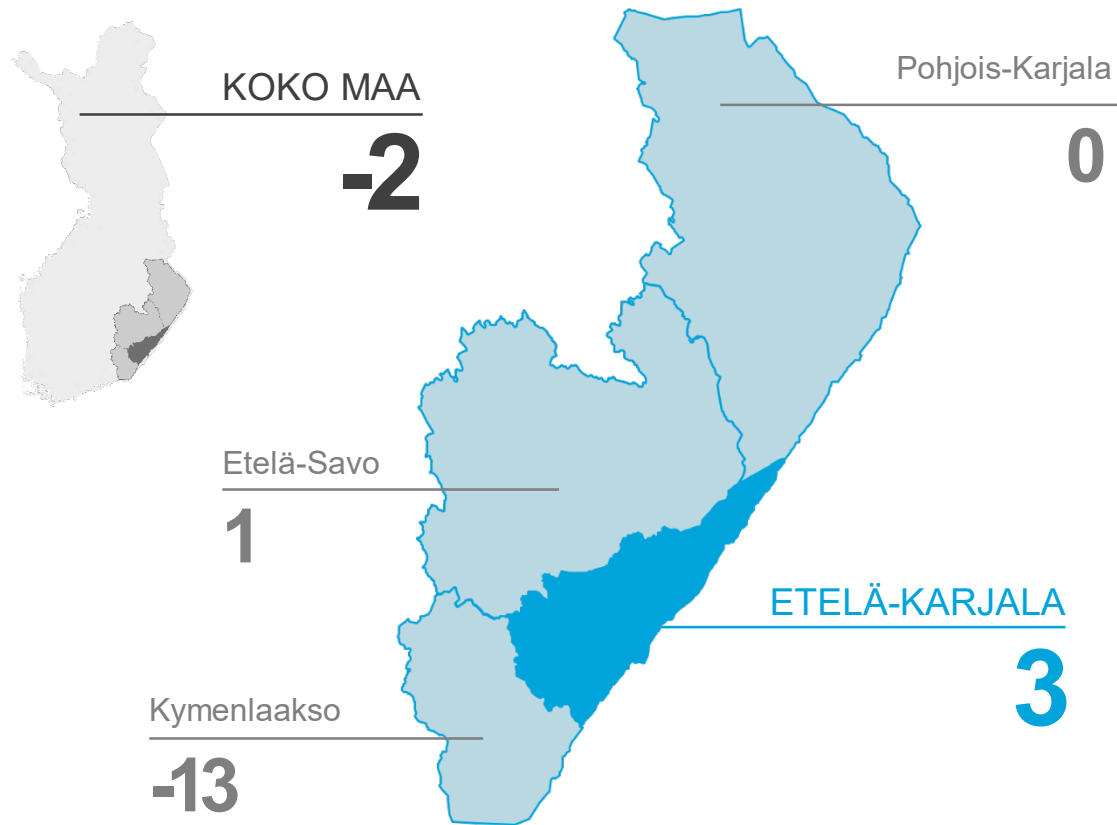 KOKO MAA
-2
Pohjois-Karjala
0
Etelä-Savo
1
ETELÄ-KARJALA
3
Kymenlaakso
-13